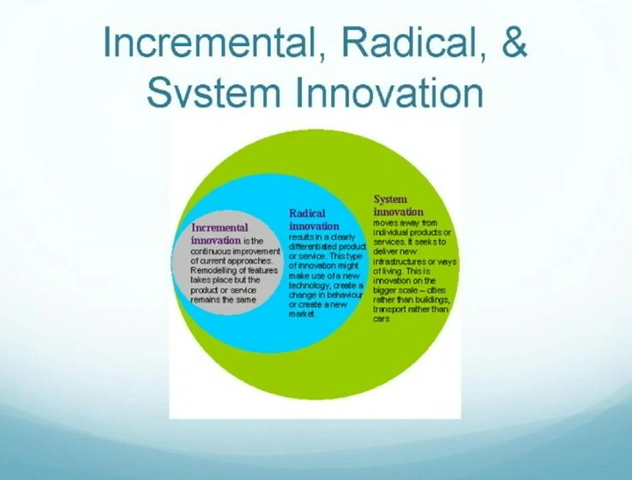 Incremental, Radical, &
System Innovation
Incremental
innovation is the
continuous improvement
of current approaches.
Remodelling of features
takes place but the
product or service
remains the same
Radical
innovation
results in a clearly
differentiated product
or service. This type
of innovation might
make use of a new
technology, create a
change in behaviour
or create a new
market
System
innovation
moves away from
individual products or
services. It seeks to
deliver new
infrastructures or ways
of living. This is
innovation on the
bigger scale – cities
rather than buildings,
transport rather than
cars